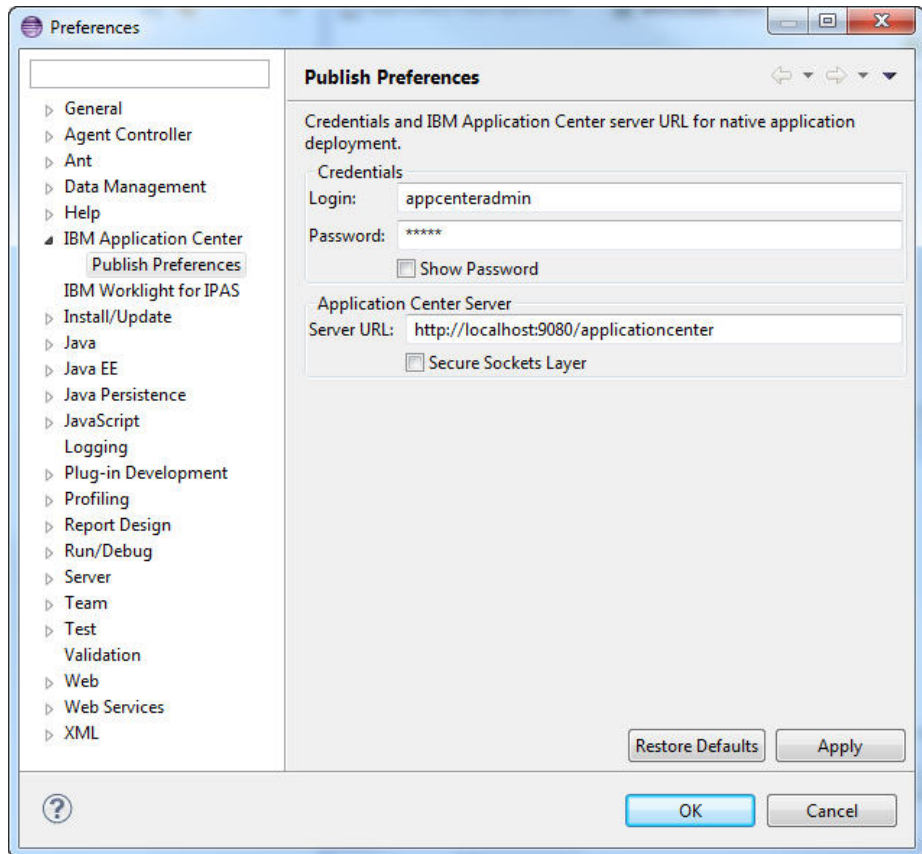 Preferences
General
Agent Controller
Ant
Data Management
Help
IBM Application Center
Publish Preferences
IBM Worklight for IPAS
Install/Update
Java
Java EE
Java Persistence
JavaScript
Logging
Plug-in Development
Profiling
Report Design
Run/Debug
Server
Team
Test
Validation
Web
Web Services
XML
Publish Preferences
Credentials and IBM Application Center server URL for native application
deployment.
Credentials
Login: appcenteradmin
Password: *****
Show Password
Application Center Server
Server URL: http://localhost:9080/applicationcenter
Secure Sockets Layer
Restore Defaults Apply
? OK Cancel